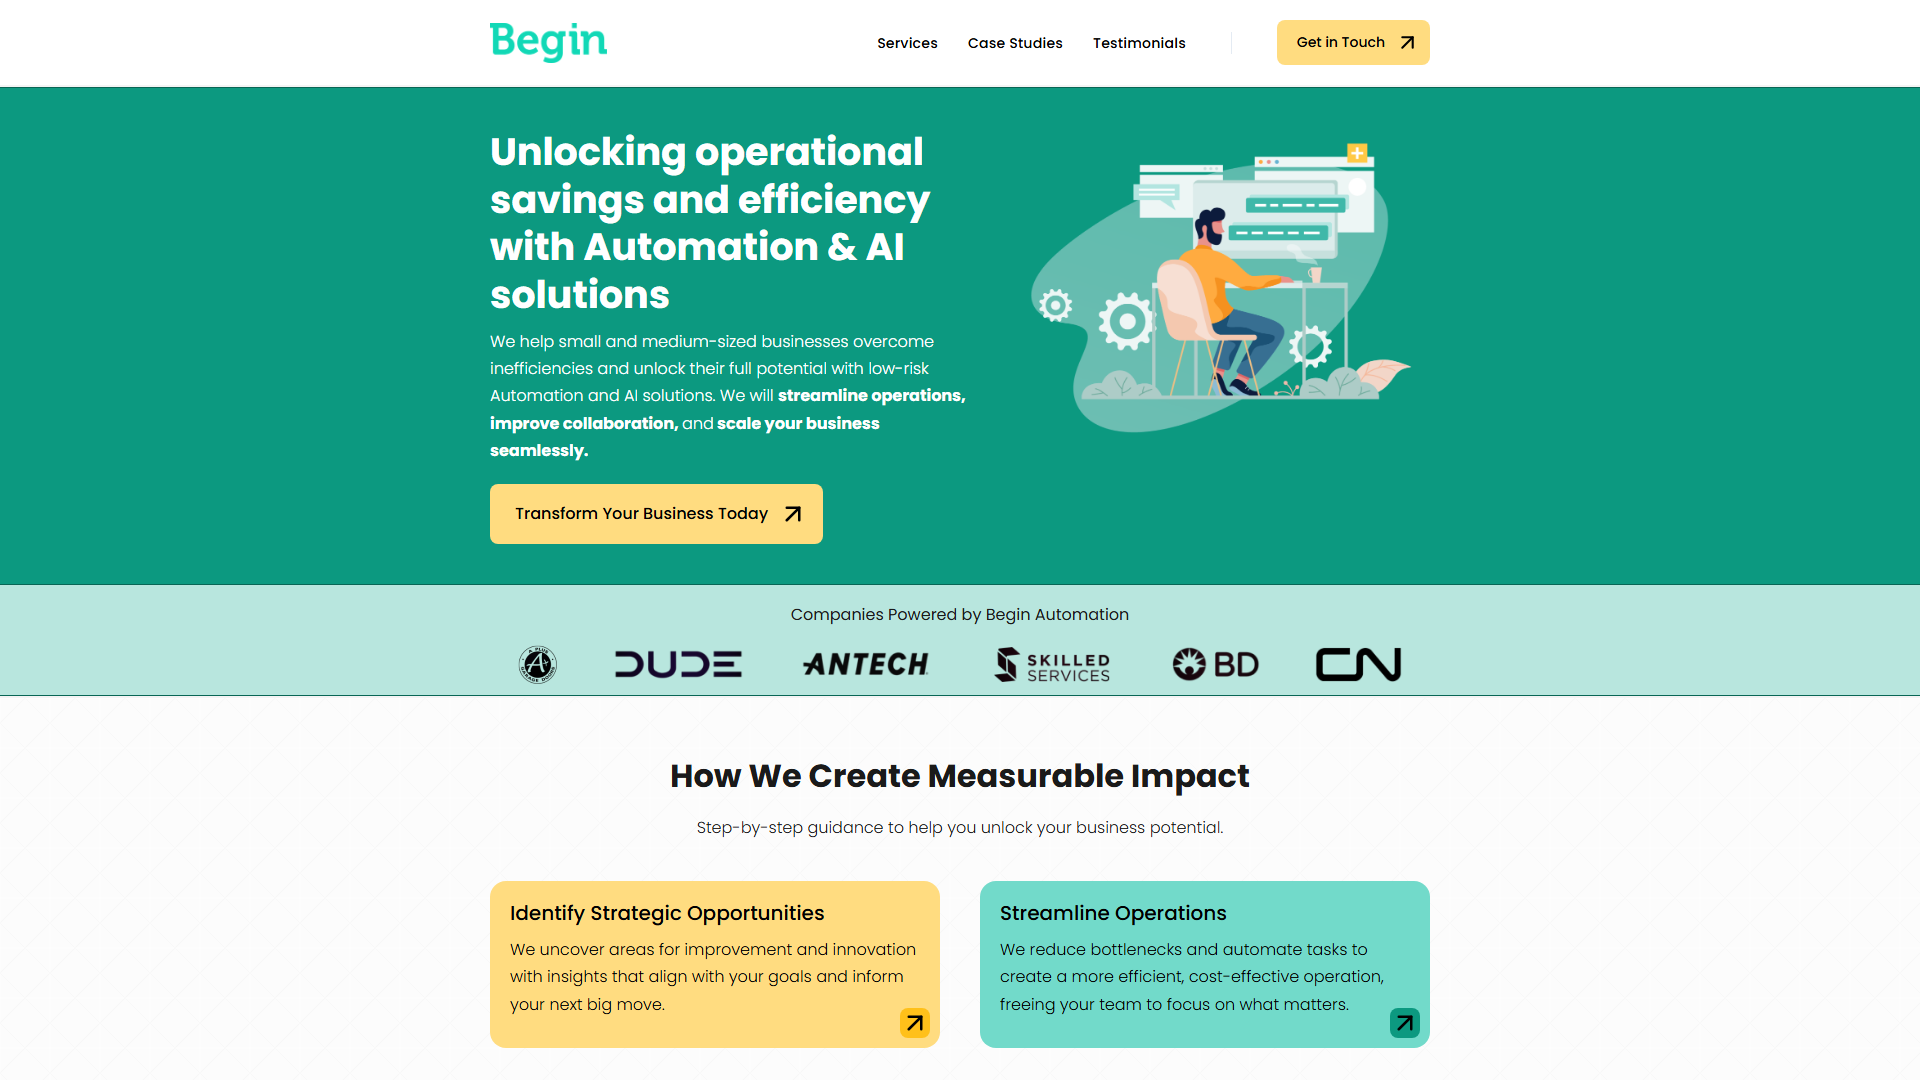 Begin
Services
Case Studies
Testimonials
Get in Touch
Unlocking operational
savings and efficiency
with Automation & AI
solutions
We help small and medium-sized businesses overcome
inefficiencies and unlock their full potential with low-risk
Automation and AI solutions. We will streamline operations,
improve collaboration, and scale your business
seamlessly.
Transform Your Business Today
Companies Powered by Begin Automation
A PLUS
A+
GARAGE DOORS
DUDE
ANTECH
SKILLED
SERVICES
BD
CN
How We Create Measurable Impact
Step-by-step guidance to help you unlock your business potential.
Identify Strategic Opportunities
We uncover areas for improvement and innovation
with insights that align with your goals and inform
your next big move.
Streamline Operations
We reduce bottlenecks and automate tasks to
create a more efficient, cost-effective operation,
freeing your team to focus on what matters.